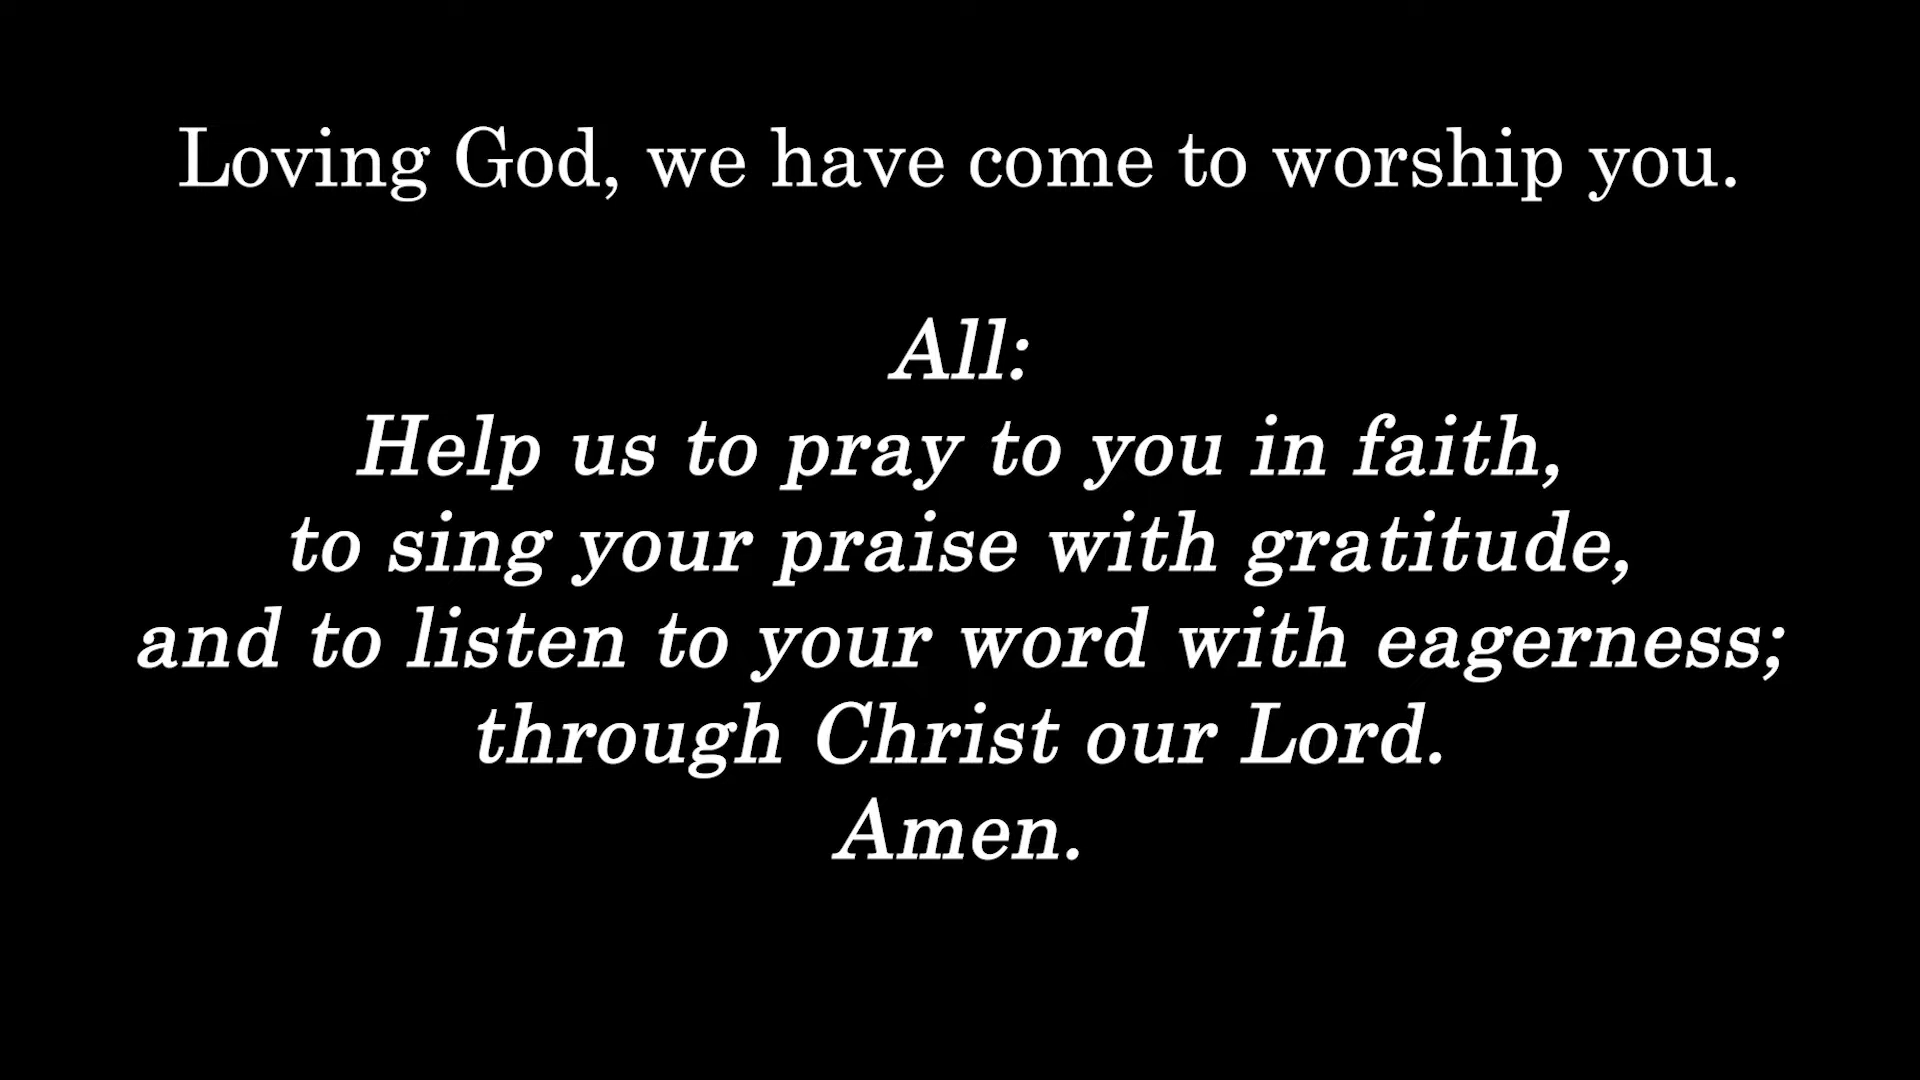 Loving God, we have come to worship you.
All:
Help us to pray to you in faith,
to sing your praise with gratitude,
and to listen to your word with eagerness;
through Christ our Lord.
Amen.